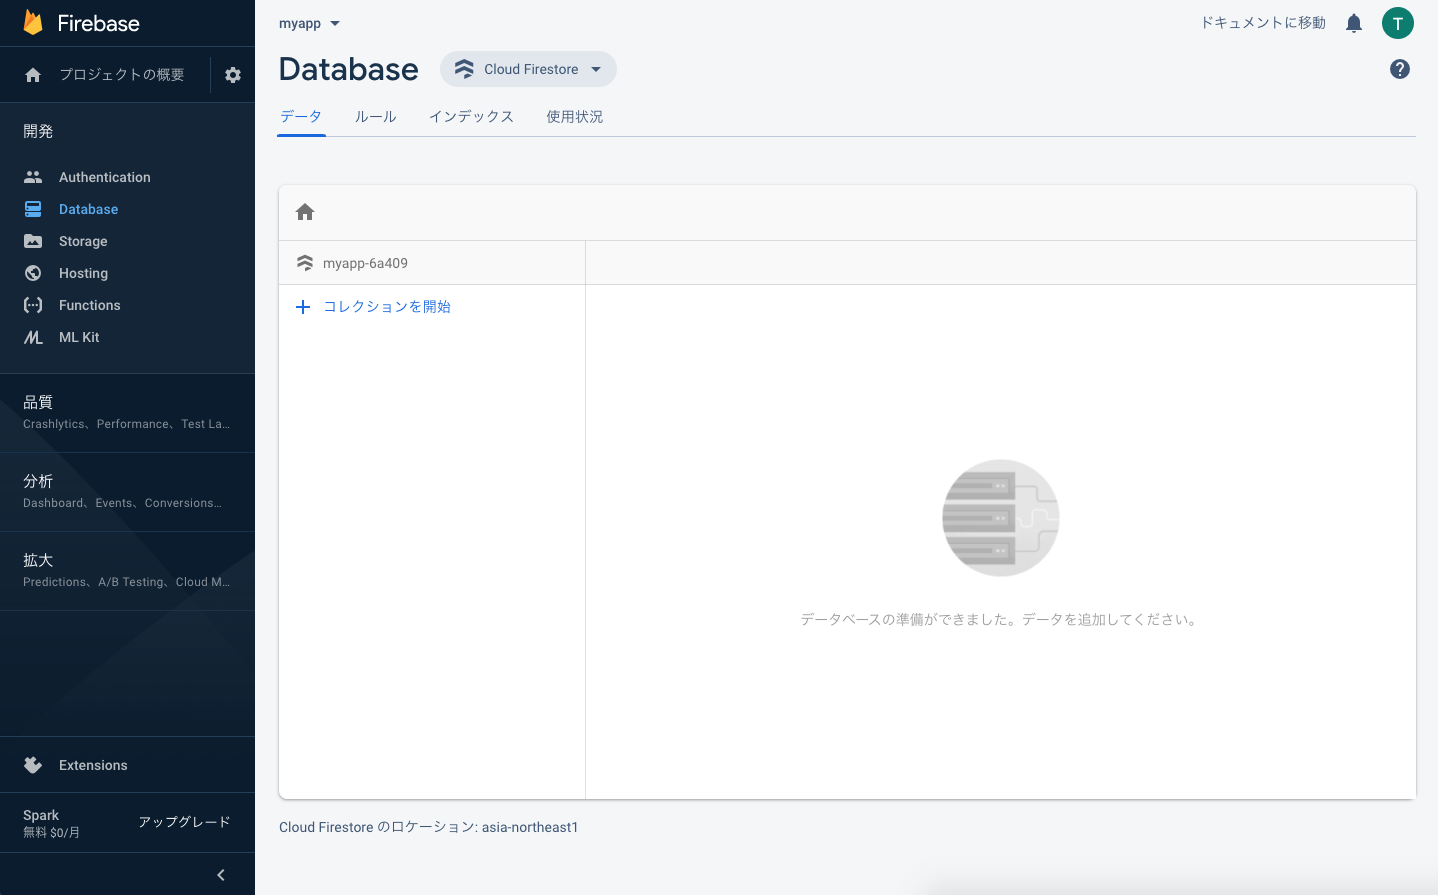 Firebase
プロジェクトの概要
開発
Authentication
Database
Storage
Hosting
Functions
ML Kit
品質
Crashlytics、Performance、Test La...
分析
Dashboard、Events、Conversions...
拡大
Predictions、A/B Testing、Cloud M...
Extensions
Spark
無料 $0/月
アップグレード
myapp
ドキュメントに移動
T
Database
Cloud Firestore
データ
ルール
インデックス
使用状況
myapp-6a409
コレクションを開始
データベースの準備ができました。データを追加してください。
Cloud Firestore のロケーション: asia-northeast1